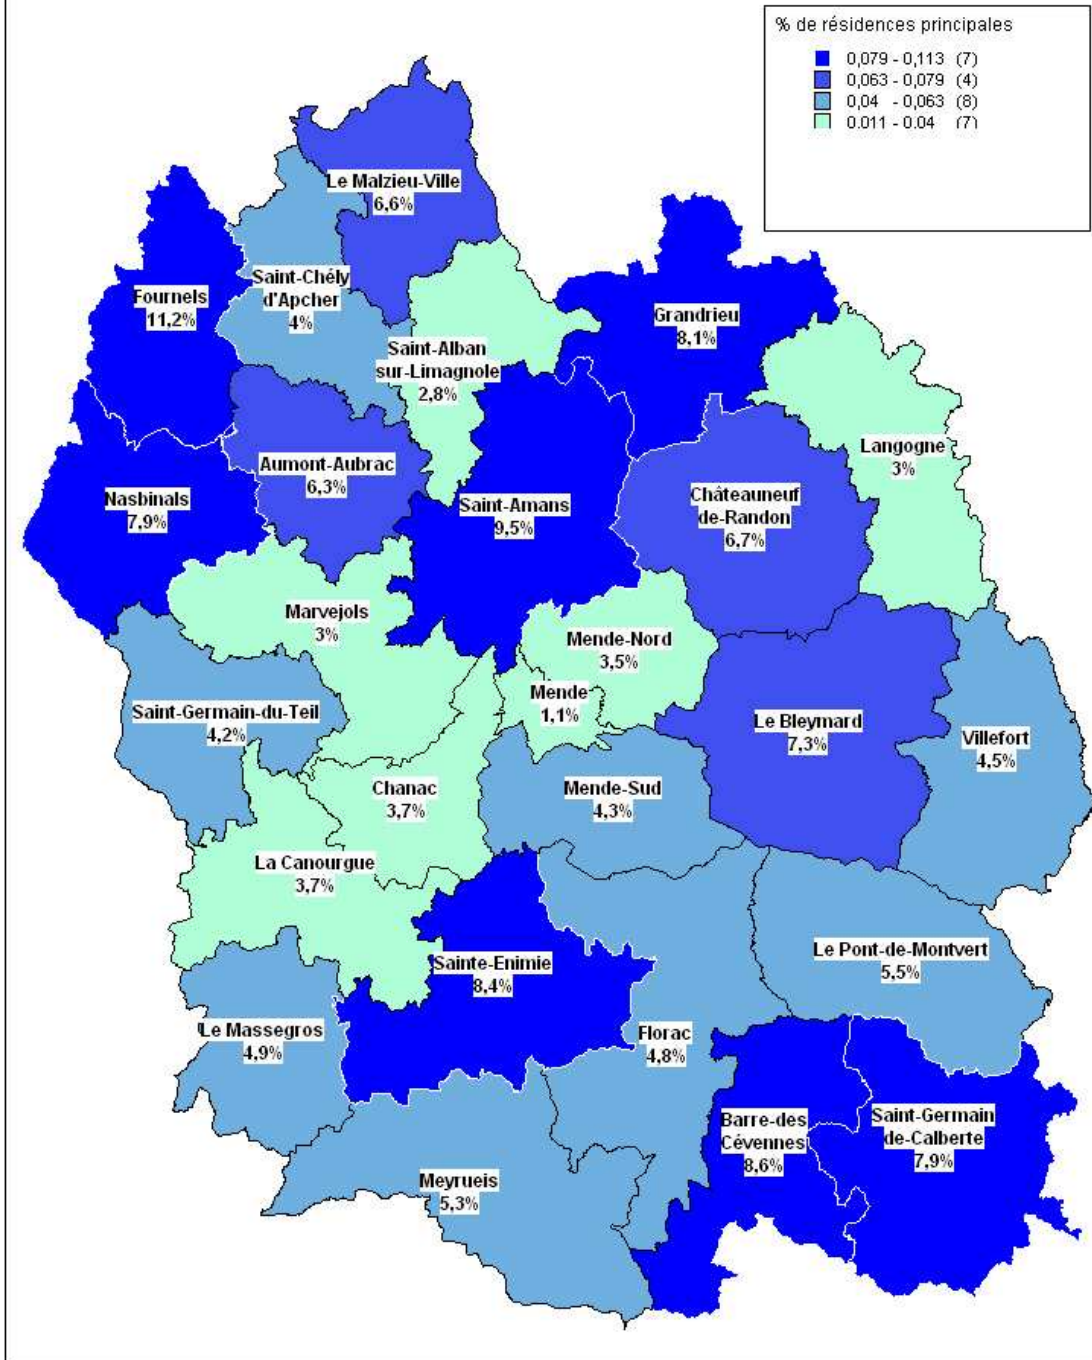 % de résidences principales
0,079 - 0,113 (7)
0,063 - 0,079 (4)
0,04 - 0,063 (8)
0.011 - 0.04 (7)
Le Malzieu-Ville
6,6%
Saint-Chély
d'Apcher
4%
Fournels
11,2%
Grandrieu
8,1%
Saint-Alban
sur-Limagnole
2,8%
Langogne
3%
Aumont-Aubrac
6,3%
Nasbinals
7,9%
Saint-Amans
9,5%
Châteauneuf
de-Randon
6,7%
Marvejols
3%
Mende-Nord
3,5%
Mende
1,1%
Saint-Germain-du-Teil
4,2%
Le Bleymard
7,3%
Villefort
4,5%
Chanac
3,7%
Mende-Sud
4,3%
La Canourgue
3,7%
Le Pont-de-Montvert
5,5%
Sainte-Enimie
8,4%
Le Massegros
4,9%
Florac
4,8%
Barre-des
Cévennes
8,6%
Saint-Germain
de-Calberte
7,9%
Meyrueis
5,3%